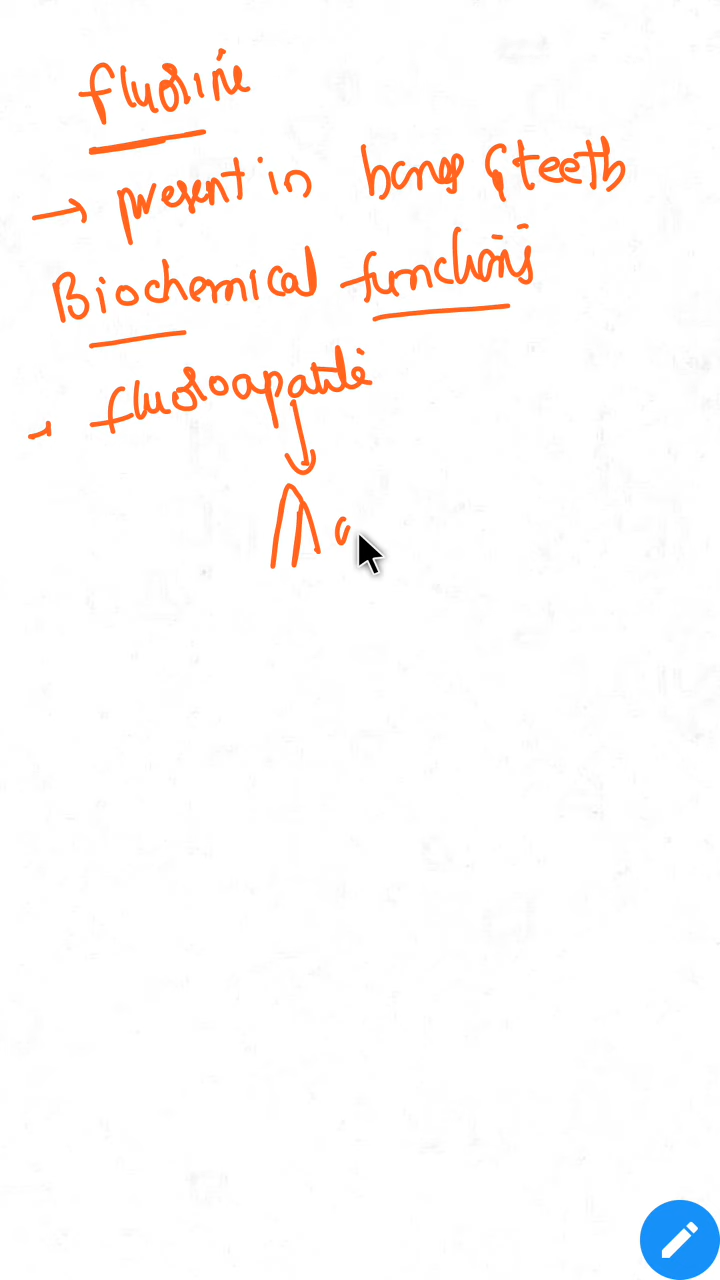 fluorine
→ present in bones & teeth
Biochemical functions
fluoroapatite